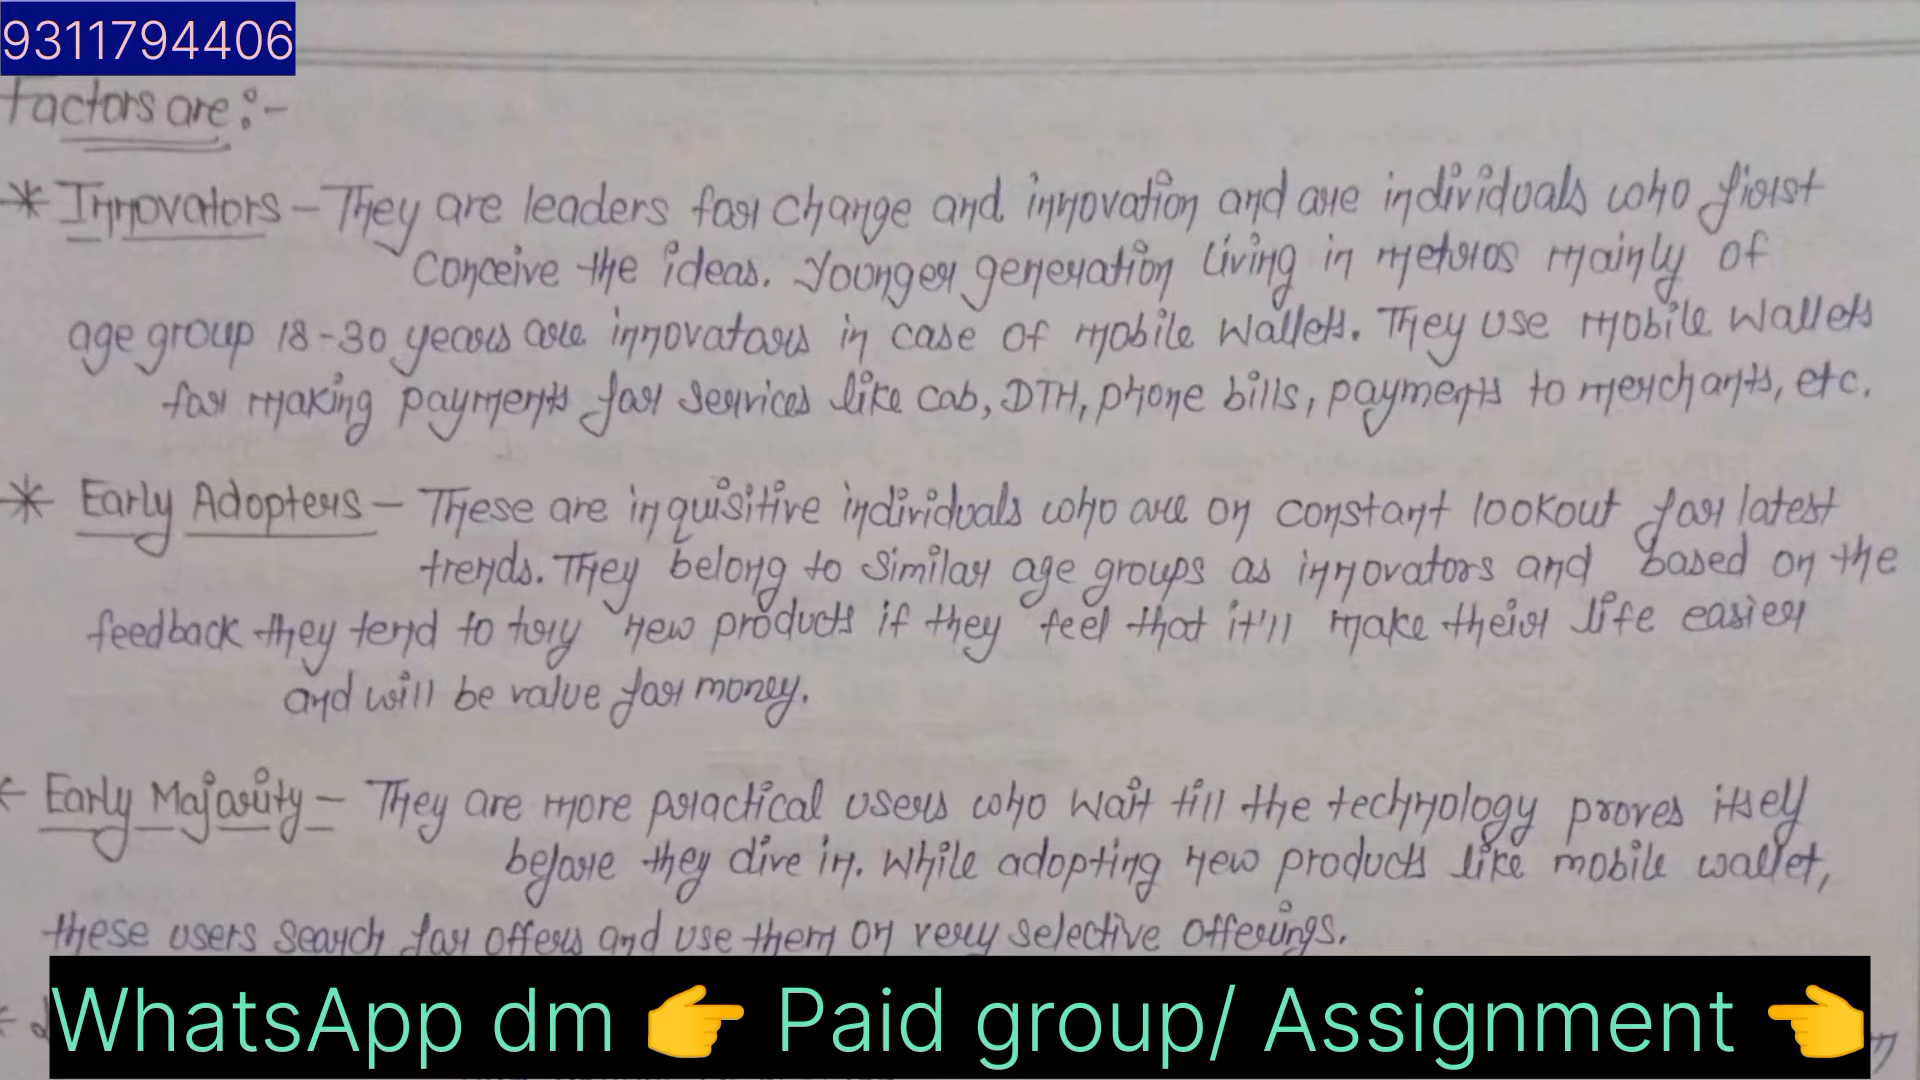 9311794406
Factors are:-
* Innovators - They are leaders for change and innovation and are individuals who first
conceive the ideas. Younger generation living in metros mainly of
age group 18-30 years are innovators in case of mobile wallets. They use mobile wallets
for making payments for services like cab, DTH, phone bills, payments to merchants, etc.
* Early Adopters - These are inquisitive individuals who are on constant lookout for latest
trends. They belong to similar age groups as innovators and based on the
feedback they tend to try new products if they feel that it'll make their life easier
and will be value for money.
* Early Majority - They are more practical users who wait till the technology proves itself
before they dive in. While adopting new products like mobile wallet,
these users search for offers and use them on very selective offerings.
WhatsApp dm 👉 Paid group/ Assignment 👈